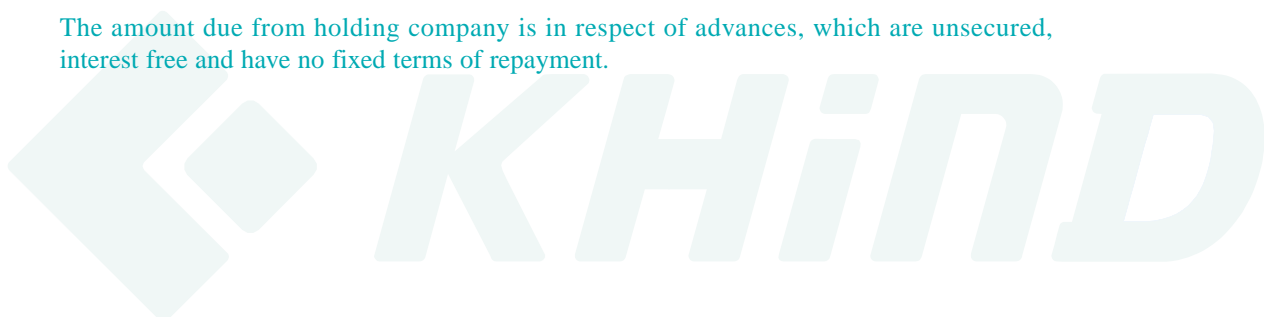 The amount due from holding company is in respect of advances, which are unsecured,
interest free and have no fixed terms of repayment.
KHinD